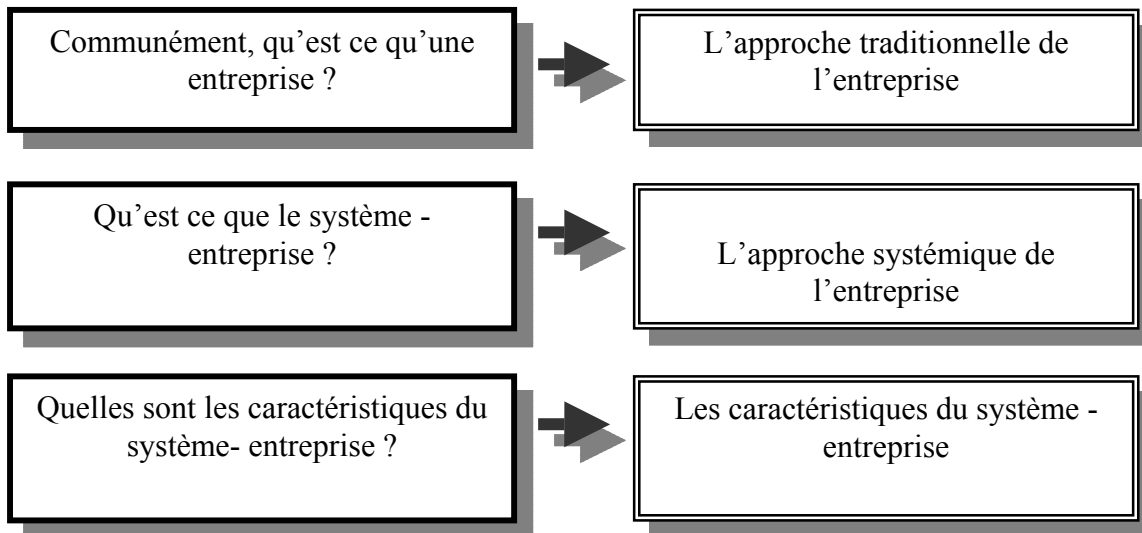 Communément, qu’est ce qu’une
entreprise ?
L’approche traditionnelle de
l’entreprise
Qu’est ce que le système -
entreprise ?
L’approche systémique de
l’entreprise
Quelles sont les caractéristiques du
système- entreprise ?
Les caractéristiques du système -
entreprise